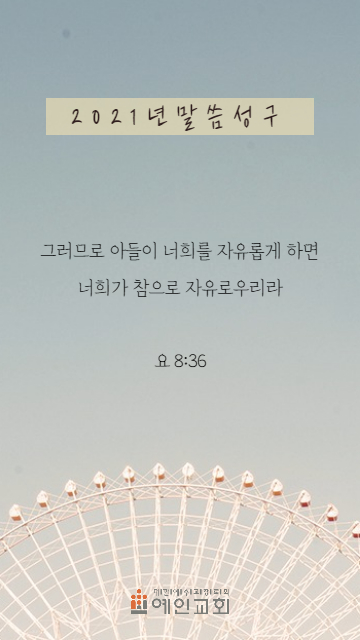 2021년말씀성구
그러므로 아들이 너희를 자유롭게 하면
너희가 참으로 자유로우리라
요 8:36
예인교회